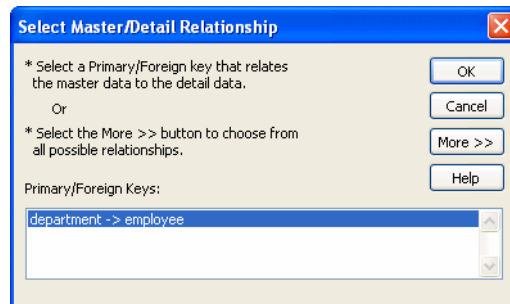 Select Master/Detail Relationship
* Select a Primary/Foreign key that relates
the master data to the detail data.
Or
* Select the More >> button to choose from
all possible relationships.
Primary/Foreign Keys:
department -> employee
OK
Cancel
More >>
Help